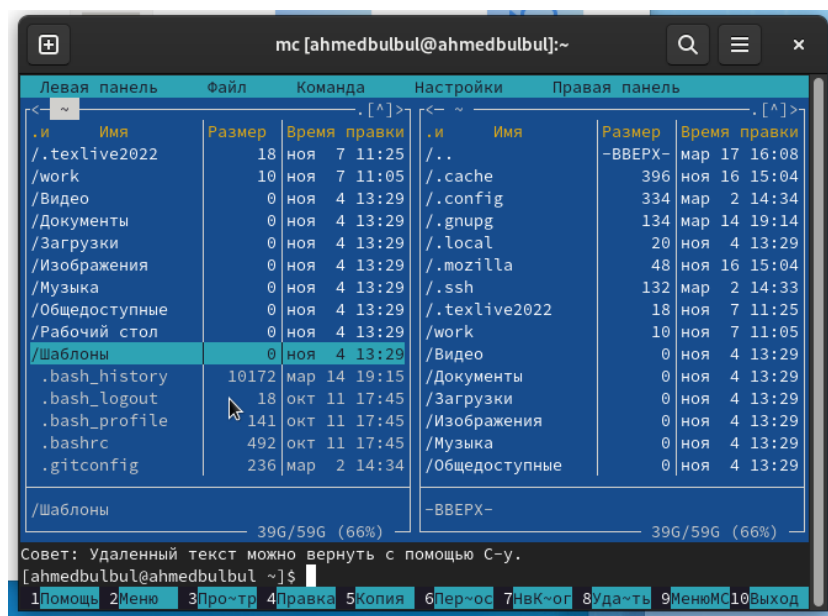 mc [ahmedbulbul@ahmedbulbul]:~
Левая панель Файл Команда Настройки Правая панель
<— ~ .[^]> <— ~ .[^]>
.и Имя Размер Время правки .и Имя Размер Время правки
/.texlive2022 18 ноя 7 11:25 /.. -ВВЕРХ- мар 17 16:08
/work 10 ноя 7 11:05 /.cache 396 ноя 16 15:04
/Видео 0 ноя 4 13:29 /.config 334 мар 2 14:34
/Документы 0 ноя 4 13:29 /.gnupg 134 мар 14 19:14
/Загрузки 0 ноя 4 13:29 /.local 20 ноя 4 13:29
/Изображения 0 ноя 4 13:29 /.mozilla 48 ноя 16 15:04
/Музыка 0 ноя 4 13:29 /.ssh 132 мар 2 14:33
/Общедоступные 0 ноя 4 13:29 /.texlive2022 18 ноя 7 11:25
/Рабочий стол 0 ноя 4 13:29 /work 10 ноя 7 11:05
/Шаблоны 0 ноя 4 13:29 /Видео 0 ноя 4 13:29
.bash_history 10172 мар 14 19:15 /Документы 0 ноя 4 13:29
.bash_logout 18 окт 11 17:45 /Загрузки 0 ноя 4 13:29
.bash_profile 141 окт 11 17:45 /Изображения 0 ноя 4 13:29
.bashrc 492 окт 11 17:45 /Музыка 0 ноя 4 13:29
.gitconfig 236 мар 2 14:34 /Общедоступные 0 ноя 4 13:29
/Шаблоны -ВВЕРХ-
39G/59G (66%) 39G/59G (66%)
Совет: Удаленный текст можно вернуть с помощью C-y.
[ahmedbulbul@ahmedbulbul ~]$
1Помощь 2Меню 3Про~тр 4Правка 5Копия 6Пер~ос 7НвК~ог 8Уда~ть 9МенюMC 10Выход